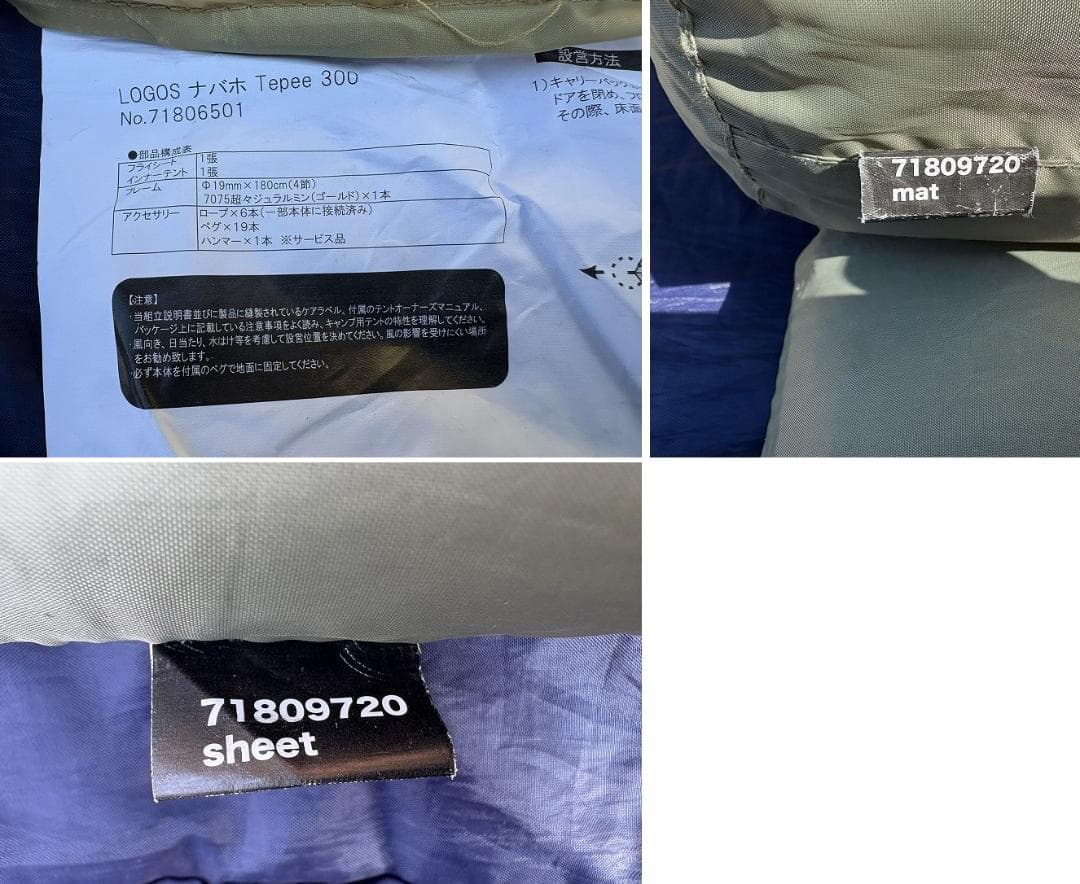 LOGOS ナバホ Tepee 300
No.71806501
●部品構成表
フライシート 1張
インナーテント 1張
フレーム Φ19mm×180cm(4節)
7075超々ジュラルミン(ゴールド)×1本
アクセサリー ロープ×6本(一部本体に接続済み)
ペグ×19本
ハンマー×1本 ※サービス品
【注意】
・当組立説明書並びに製品に縫製されているケアラベル、付属のテントオーナーズマニュアル、
パッケージ上に記載している注意事項をよく読み、キャンプ用テントの特性を理解してください。
・風向き、日当たり、水はけ等を考慮して設営位置を決めてください。風の影響を受けにくい場所
をお勧め致します。
・必ず本体を付属のペグで地面に固定してください。
設営方法
1)キャリーバッグ
ドアを閉め、フロ
その際、床面
71809720
mat
71809720
sheet